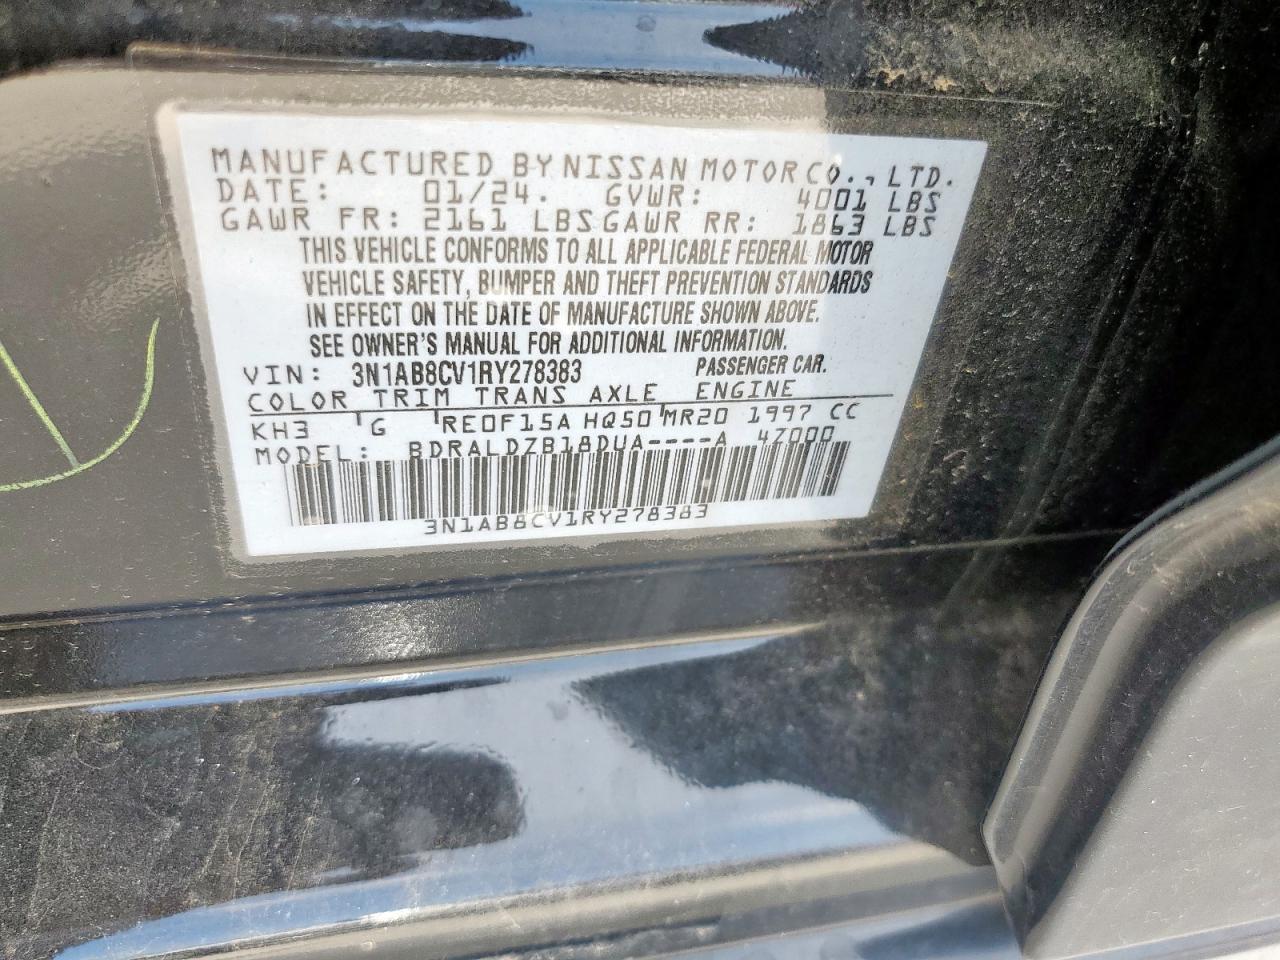 MANUFACTURED BY NISSAN MOTOR CO., LTD.
DATE: 01/24. GVWR: 4001 LBS
GAWR FR: 2161 LBS GAWR RR: 1863 LBS
THIS VEHICLE CONFORMS TO ALL APPLICABLE FEDERAL MOTOR
VEHICLE SAFETY, BUMPER AND THEFT PREVENTION STANDARDS
IN EFFECT ON THE DATE OF MANUFACTURE SHOWN ABOVE.
SEE OWNER'S MANUAL FOR ADDITIONAL INFORMATION.
VIN: 3N1AB8CV1RY278383 PASSENGER CAR.
COLOR TRIM TRANS AXLE ENGINE
KH3 G RE0F15A HQ50 MR20 1997 CC
MODEL: BDRALDZB18DUA----A 47000
3N1AB8CV1RY278383